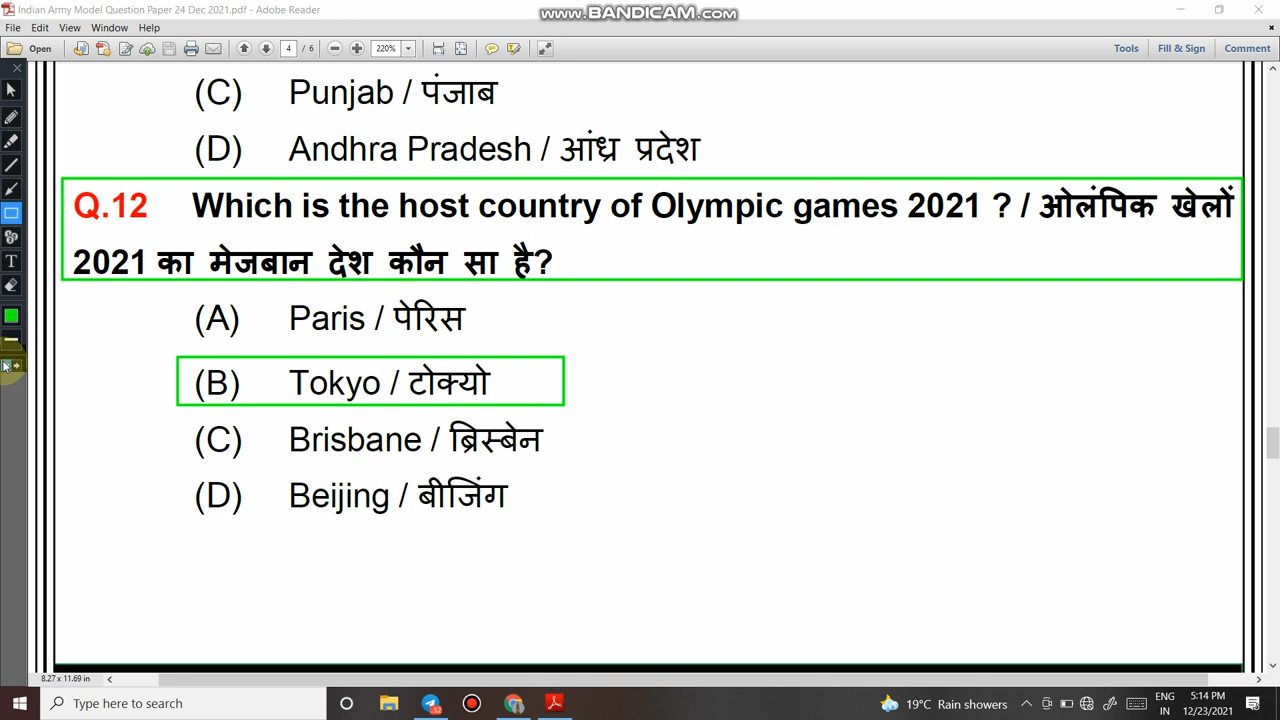 Indian Army Model Question Paper 24 Dec 2021.pdf - Adobe Reader
www.BANDICAM.com
File Edit View Window Help
Open 4 / 6 220% Tools Fill & Sign Comment
(C) Punjab / पंजाब
(D) Andhra Pradesh / आंध्र प्रदेश
Q.12 Which is the host country of Olympic games 2021 ? / ओलंपिक खेलों
2021 का मेजबान देश कौन सा है?
(A) Paris / पेरिस
(B) Tokyo / टोक्यो
(C) Brisbane / ब्रिस्बेन
(D) Beijing / बीजिंग
8.27 x 11.69 in
Type here to search 19°C Rain showers ENG 5:14 PM
IN 12/23/2021